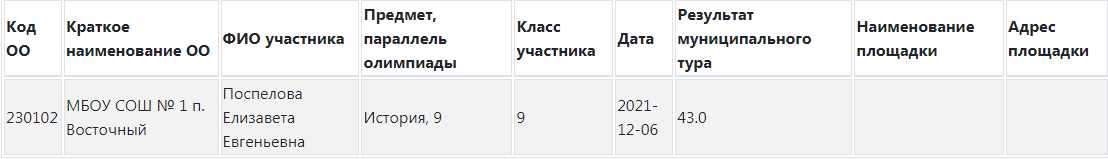 Код ОО
Краткое наименование ОО
ФИО участника
Предмет, параллель олимпиады
Класс участника
Дата
Результат муниципального тура
Наименование площадки
Адрес площадки
230102
МБОУ СОШ № 1 п. Восточный
Поспелова Елизавета Евгеньевна
История, 9
9
2021-12-06
43.0